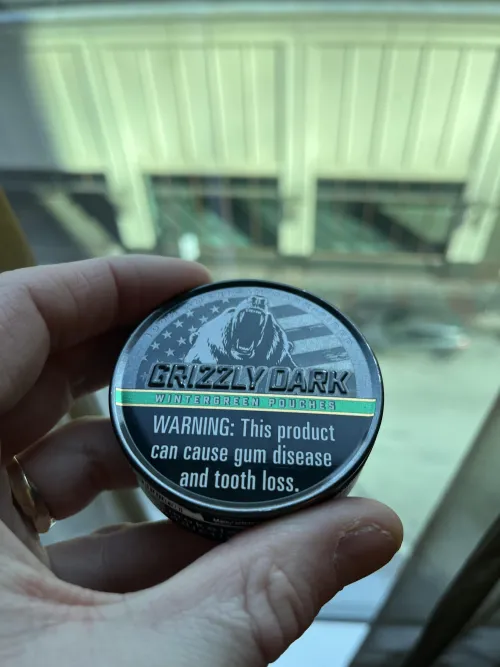 GRIZZLY DARK
WINTERGREEN POUCHES
WARNING: This product
can cause gum disease
and tooth loss.